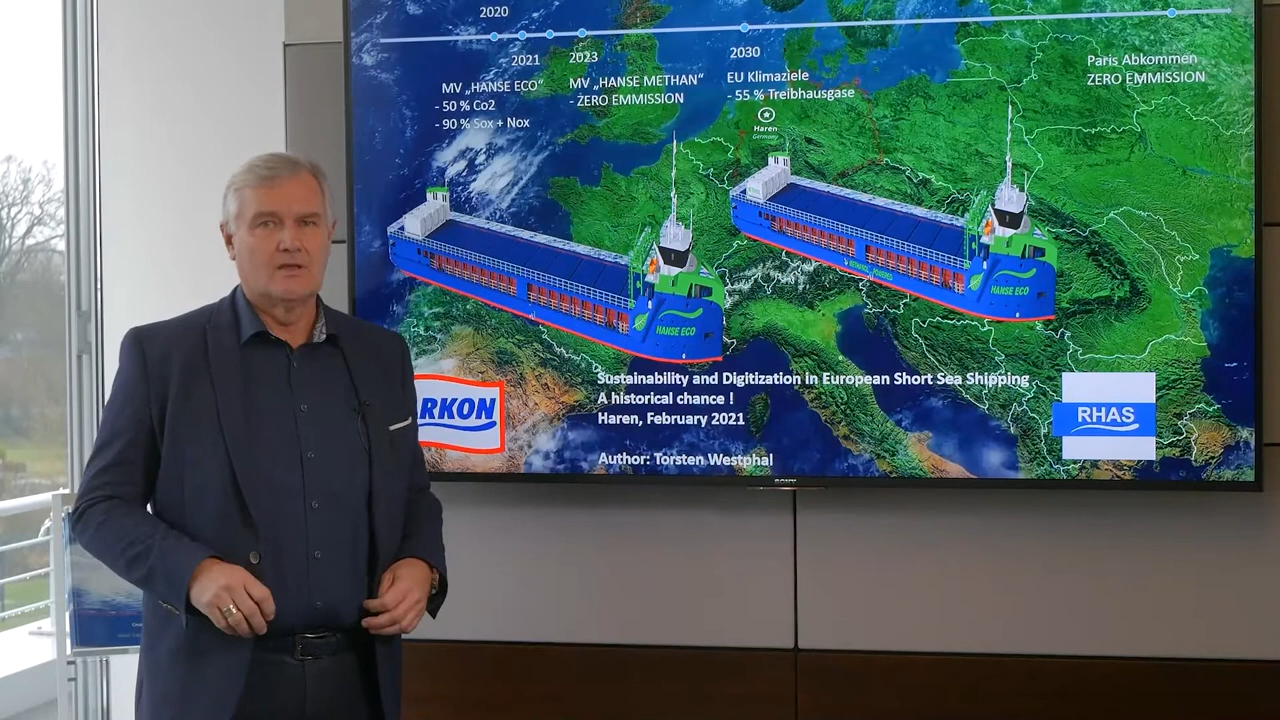 2020
2021
2023
2030
MV „HANSE ECO“
- 50 % Co2
- 90 % Sox + Nox
MV „HANSE METHAN“
- ZERO EMMISSION
EU Klimaziele
- 55 % Treibhausgase
Paris Abkommen
ZERO EMMISSION
Haren
Germany
HANSE ECO
HANSE ECO
RKON
Sustainability and Digitization in European Short Sea Shipping
A historical chance !
Haren, February 2021
Author: Torsten Westphal
RHAS
SONY